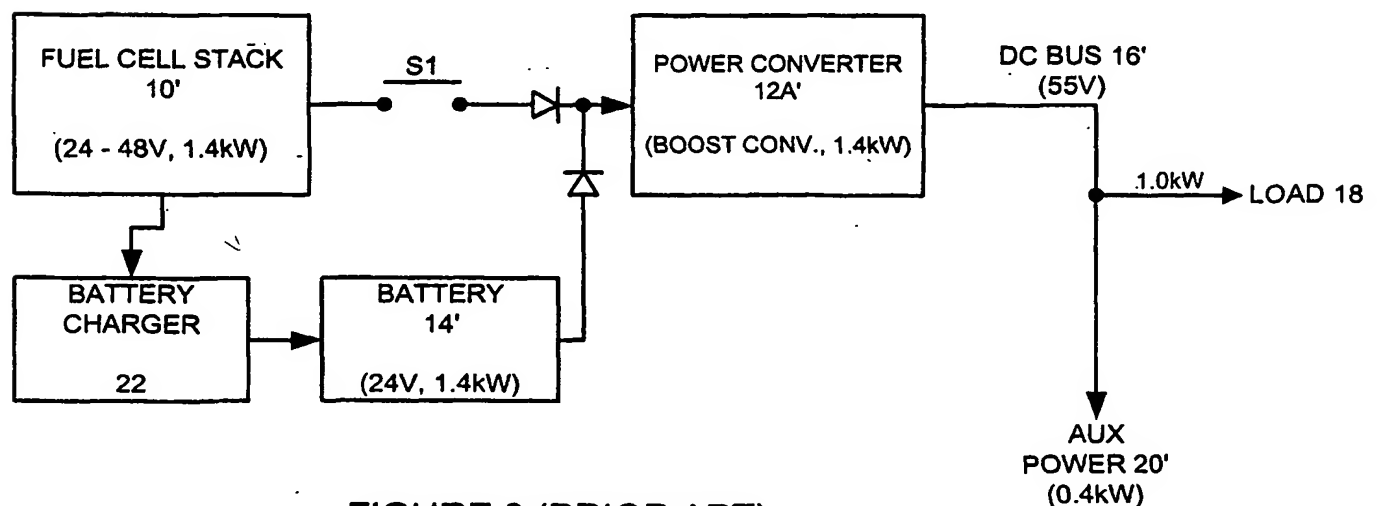 FUEL CELL STACK
10'
(24 - 48V, 1.4kW)
S1
POWER CONVERTER
12A'
(BOOST CONV., 1.4kW)
DC BUS 16'
(55V)
1.0kW
LOAD 18
BATTERY
CHARGER
22
BATTERY
14'
(24V, 1.4kW)
AUX
POWER 20'
(0.4kW)